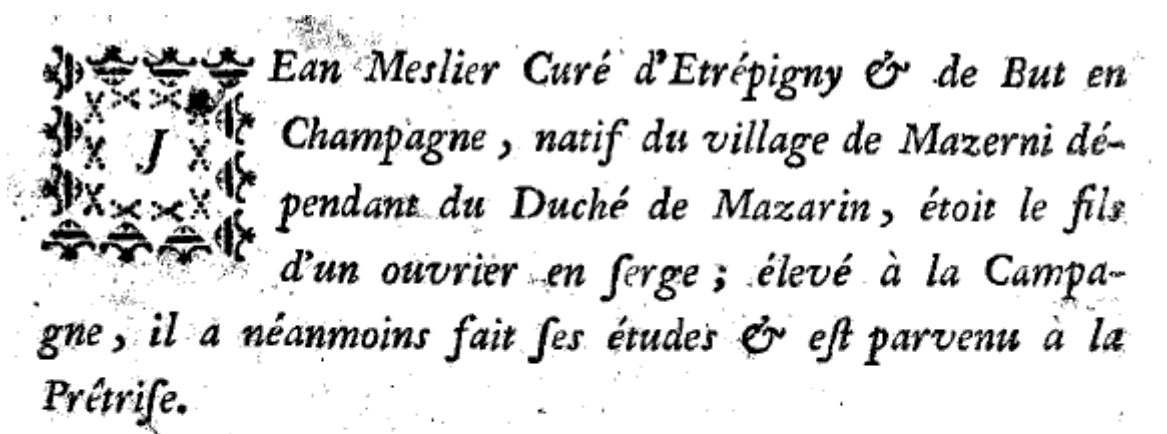 JEan Meslier Curé d'Etrépigny & de But en
Champagne, natif du village de Mazerni dé-
pendant du Duché de Mazarin, étoit le fils
d'un ouvrier en ſerge; élevé à la Campa-
gne, il a néanmoins fait ſes études & eſt parvenu à la
Prêtriſe.